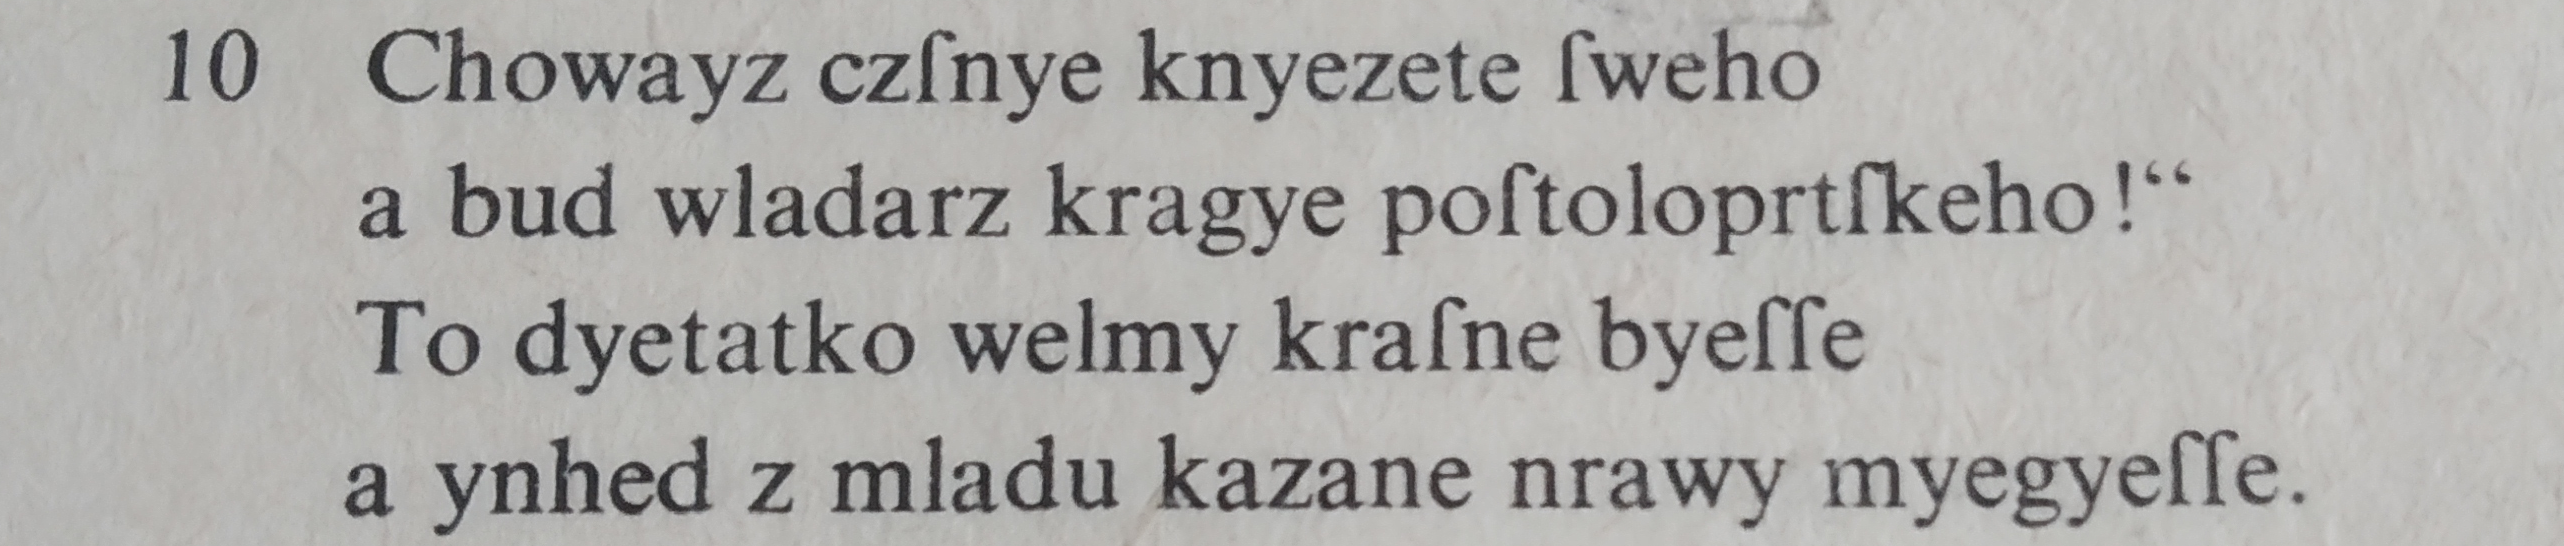 10 Chowayz czſnye knyezete ſweho
a bud wladarz kragye poſtoloprtſkeho!“
To dyetatko welmy kraſne byeſſe
a ynhed z mladu kazane nrawy myegyeſſe.